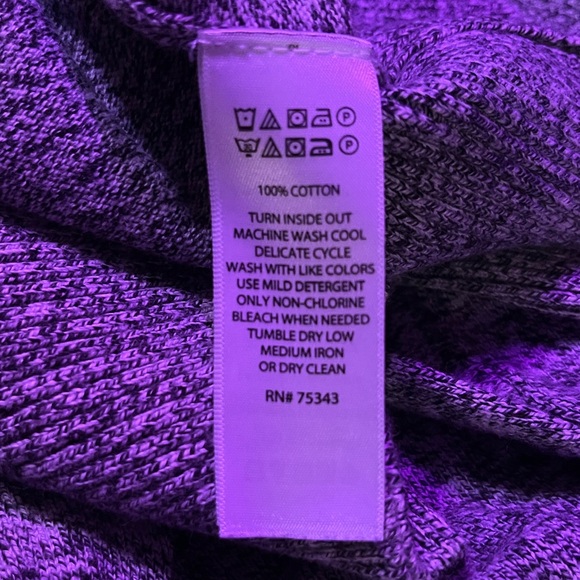 100% COTTON
TURN INSIDE OUT
MACHINE WASH COOL
DELICATE CYCLE
WASH WITH LIKE COLORS
USE MILD DETERGENT
ONLY NON-CHLORINE
BLEACH WHEN NEEDED
TUMBLE DRY LOW
MEDIUM IRON
OR DRY CLEAN
RN# 75343